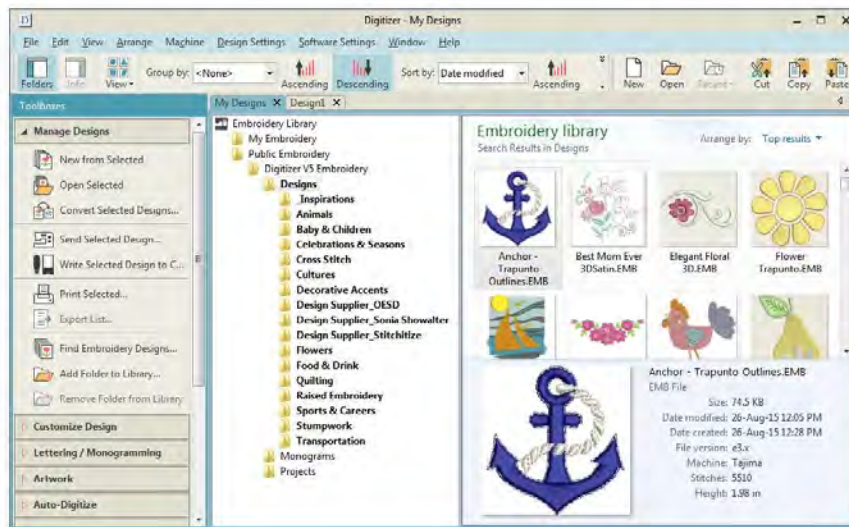 Digitizer - My Designs
File Edit View Arrange Machine Design Settings Software Settings Window Help
Folders Info View Group by: <None> Ascending Descending Sort by: Date modified Ascending New Open Recent Cut Copy Paste
Toolboxes
My Designs X Design1 X
Manage Designs
New from Selected
Open Selected
Convert Selected Designs...
Send Selected Design...
Write Selected Design to C...
Print Selected...
Export List...
Find Embroidery Designs...
Add Folder to Library...
Remove Folder from Library
Customize Design
Lettering / Monogramming
Artwork
Auto-Digitize
Embroidery Library
My Embroidery
Public Embroidery
Digitizer V5 Embroidery
Designs
_Inspirations
Animals
Baby & Children
Celebrations & Seasons
Cross Stitch
Cultures
Decorative Accents
Design Supplier_OESD
Design Supplier_Sonia Showalter
Design Supplier_Stitchitize
Flowers
Food & Drink
Quilting
Raised Embroidery
Sports & Careers
Stumpwork
Transportation
Monograms
Projects
Embroidery library
Search Results in Designs
Arrange by: Top results
Anchor -
Trapunto
Outlines.EMB
Best Mom Ever
3DSatin.EMB
Elegant Floral
3D.EMB
Flower
Trapunto.EMB
Anchor - Trapunto Outlines.EMB
EMB File
Size: 74.5 KB
Date modified: 26-Aug-15 12:05 PM
Date created: 26-Aug-15 12:28 PM
File version: e3.x
Machine: Tajima
Stitches: 5510
Height: 1.98 in